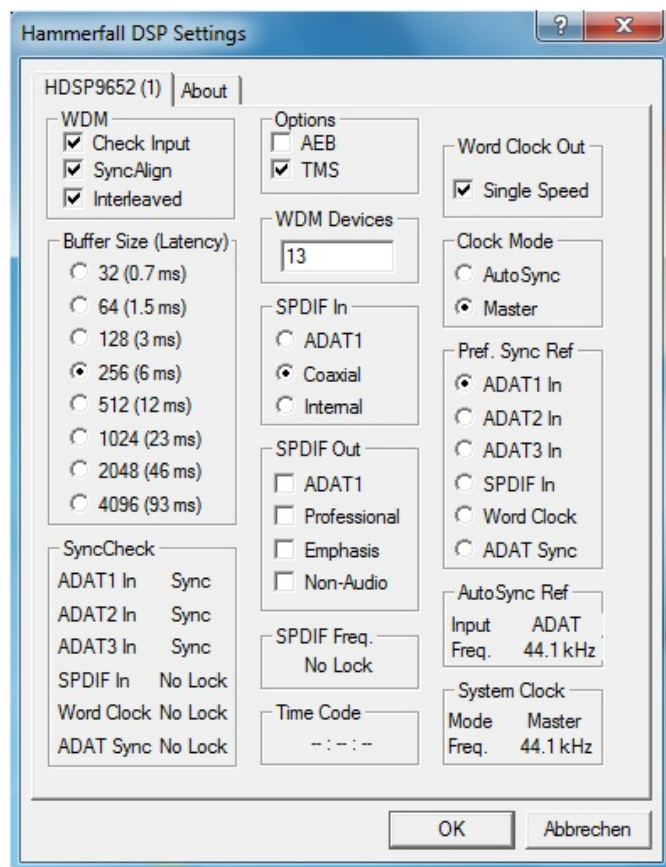 Hammerfall DSP Settings
?
X
HDSP9652 (1)
About
WDM
Check Input
SyncAlign
Interleaved
Buffer Size (Latency)
32 (0.7 ms)
64 (1.5 ms)
128 (3 ms)
256 (6 ms)
512 (12 ms)
1024 (23 ms)
2048 (46 ms)
4096 (93 ms)
SyncCheck
ADAT1 In Sync
ADAT2 In Sync
ADAT3 In Sync
SPDIF In No Lock
Word Clock No Lock
ADAT Sync No Lock
Options
AEB
TMS
WDM Devices
13
SPDIF In
ADAT1
Coaxial
Internal
SPDIF Out
ADAT1
Professional
Emphasis
Non-Audio
SPDIF Freq.
No Lock
Time Code
-- : -- : --
Word Clock Out
Single Speed
Clock Mode
AutoSync
Master
Pref. Sync Ref
ADAT1 In
ADAT2 In
ADAT3 In
SPDIF In
Word Clock
ADAT Sync
AutoSync Ref
Input ADAT
Freq. 44.1 kHz
System Clock
Mode Master
Freq. 44.1 kHz
OK
Abbrechen